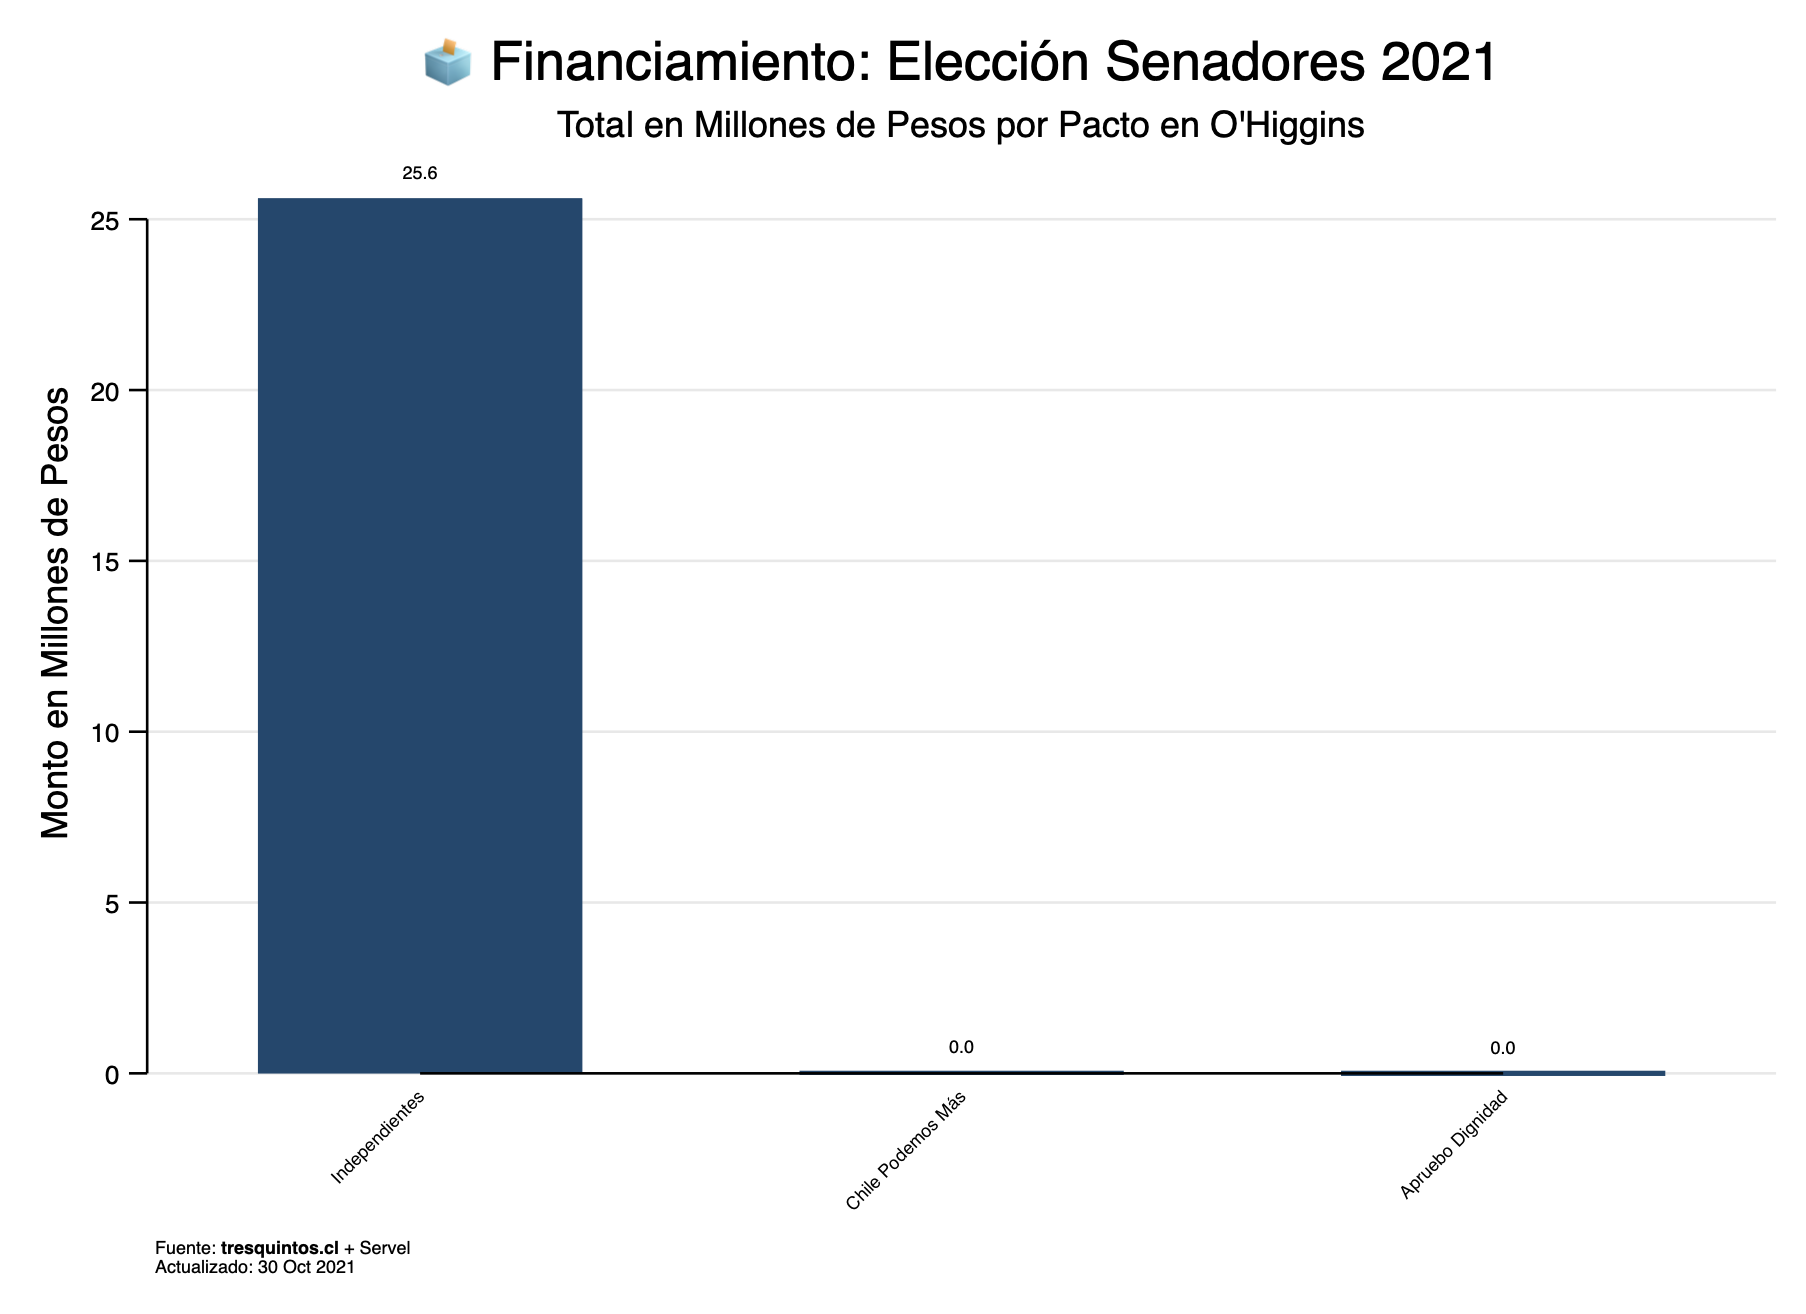 Financiamiento: Elección Senadores 2021
Total en Millones de Pesos por Pacto en O'Higgins
Monto en Millones de Pesos
25
20
15
10
5
0
25.6
0.0
0.0
Independientes
Chile Podemos Más
Apruebo Dignidad
Fuente: tresquintos.cl + Servel
Actualizado: 30 Oct 2021